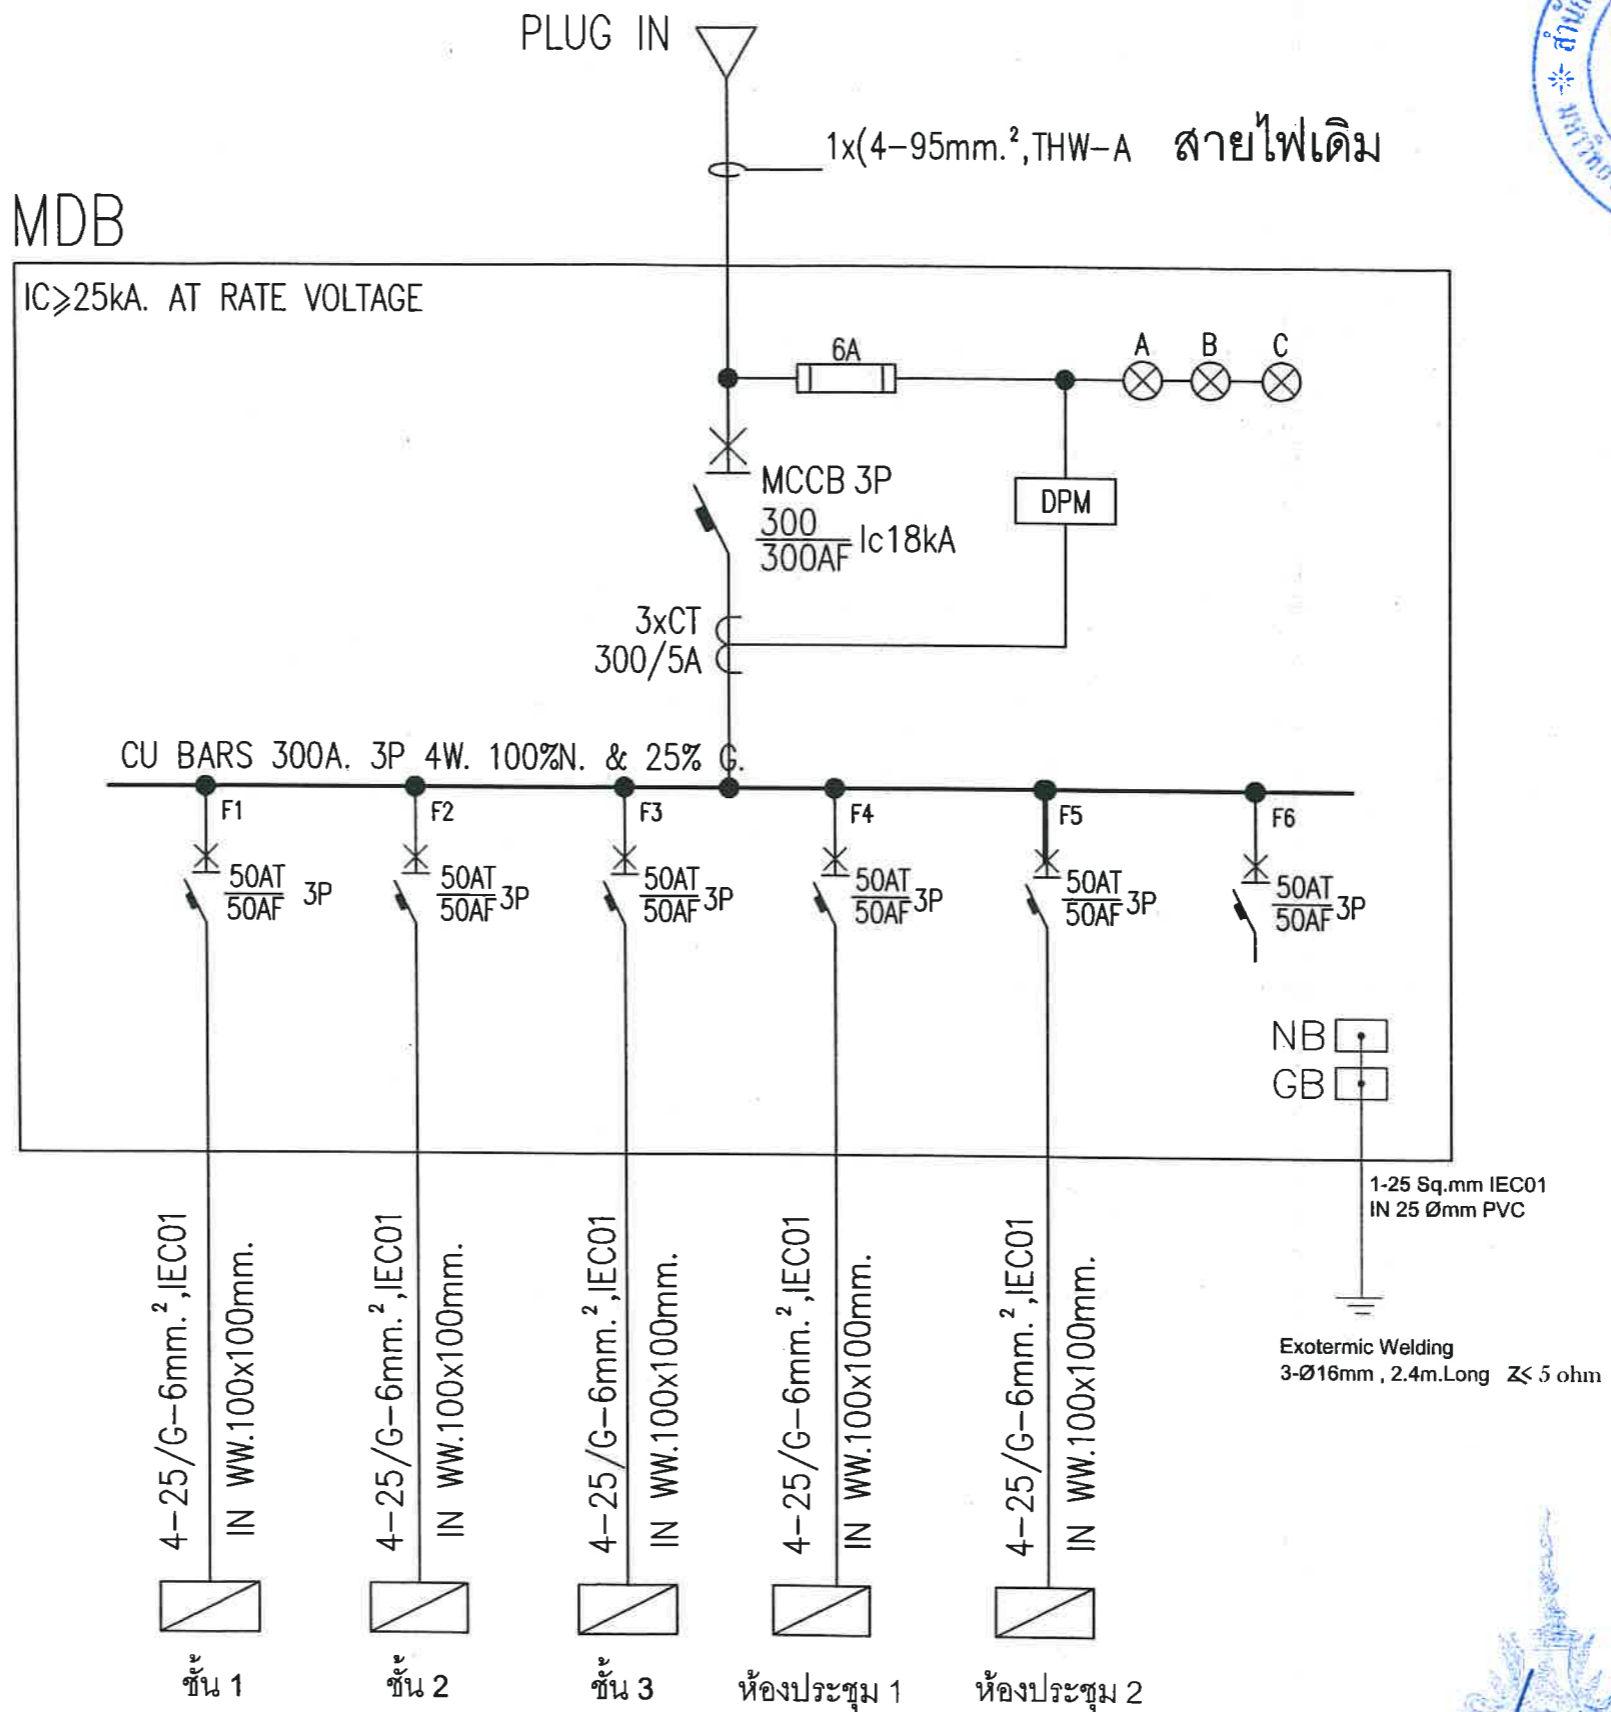 PLUG IN
1x(4-95mm.²,THW-A สายไฟเดิม
MDB
IC≥25kA. AT RATE VOLTAGE
6A
A B C
MCCB 3P
300
300AF Ic18kA
DPM
3xCT
300/5A
CU BARS 300A. 3P 4W. 100%N. & 25% G.
F1 F2 F3 F4 F5 F6
50AT
50AF 3P
50AT
50AF 3P
50AT
50AF 3P
50AT
50AF 3P
50AT
50AF 3P
50AT
50AF 3P
NB
GB
1-25 Sq.mm IEC01
IN 25 Ømm PVC
Exotermic Welding
3-Ø16mm , 2.4m.Long Z≤ 5 ohm
4-25/G-6mm.²,IEC01
IN WW.100x100mm.
4-25/G-6mm.²,IEC01
IN WW.100x100mm.
4-25/G-6mm.²,IEC01
IN WW.100x100mm.
4-25/G-6mm.²,IEC01
IN WW.100x100mm.
4-25/G-6mm.²,IEC01
IN WW.100x100mm.
ชั้น 1
ชั้น 2
ชั้น 3
ห้องประชุม 1
ห้องประชุม 2